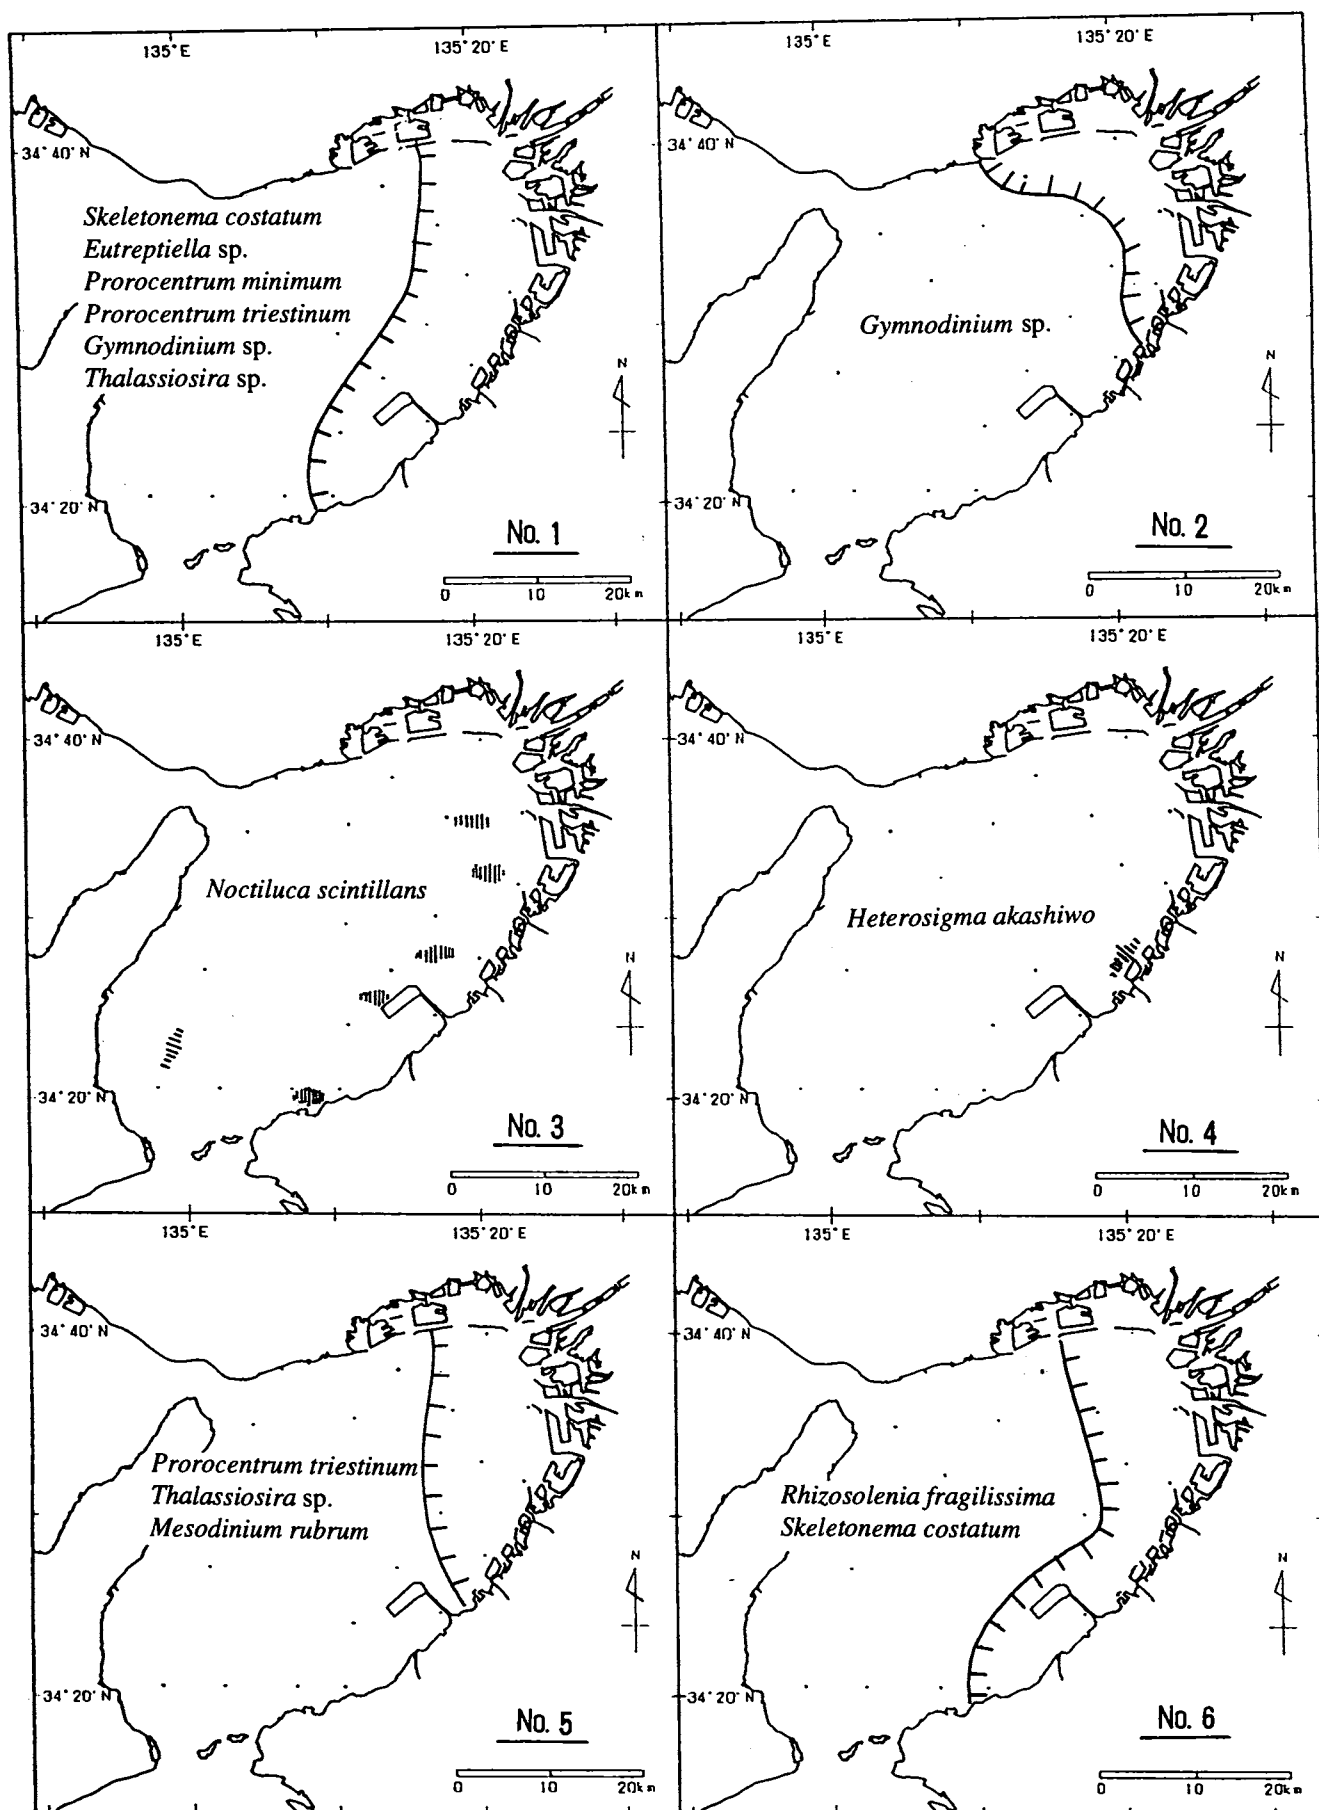 135°E
135°20'E
34°40'N
Skeletonema costatum
Eutreptiella sp.
Prorocentrum minimum
Prorocentrum triestinum
Gymnodinium sp.
Thalassiosira sp.
N
34°20'N
No. 1
0 10 20km
135°E
135°20'E
34°40'N
Gymnodinium sp.
N
34°20'N
No. 2
0 10 20km
135°E
135°20'E
34°40'N
Noctiluca scintillans
N
34°20'N
No. 3
0 10 20km
135°E
135°20'E
34°40'N
Heterosigma akashiwo
N
34°20'N
No. 4
0 10 20km
135°E
135°20'E
34°40'N
Prorocentrum triestinum
Thalassiosira sp.
Mesodinium rubrum
N
34°20'N
No. 5
0 10 20km
135°E
135°20'E
34°40'N
Rhizosolenia fragilissima
Skeletonema costatum
N
34°20'N
No. 6
0 10 20km